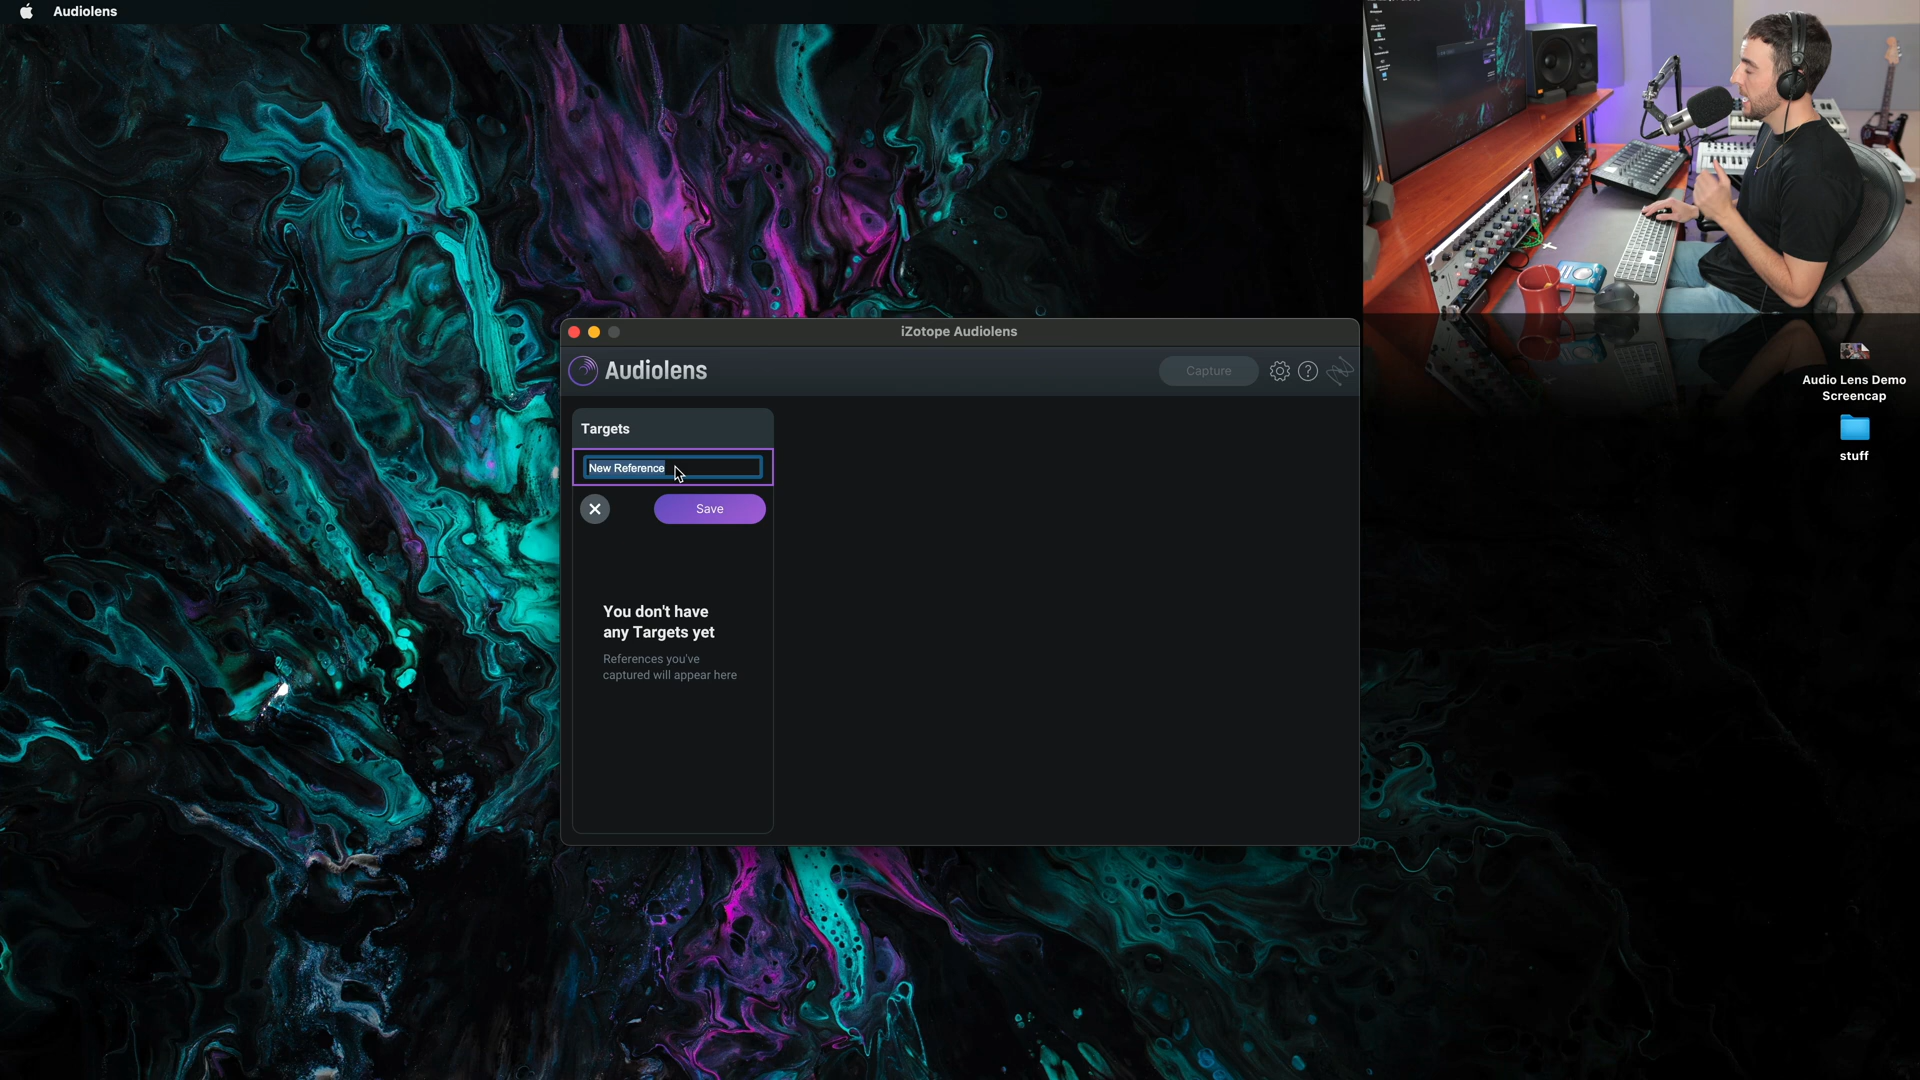 Audiolens
iZotope Audiolens
Audiolens
Capture
Targets
New Reference
Save
You don't have
any Targets yet
References you've
captured will appear here
Audio Lens Demo
Screencap
stuff